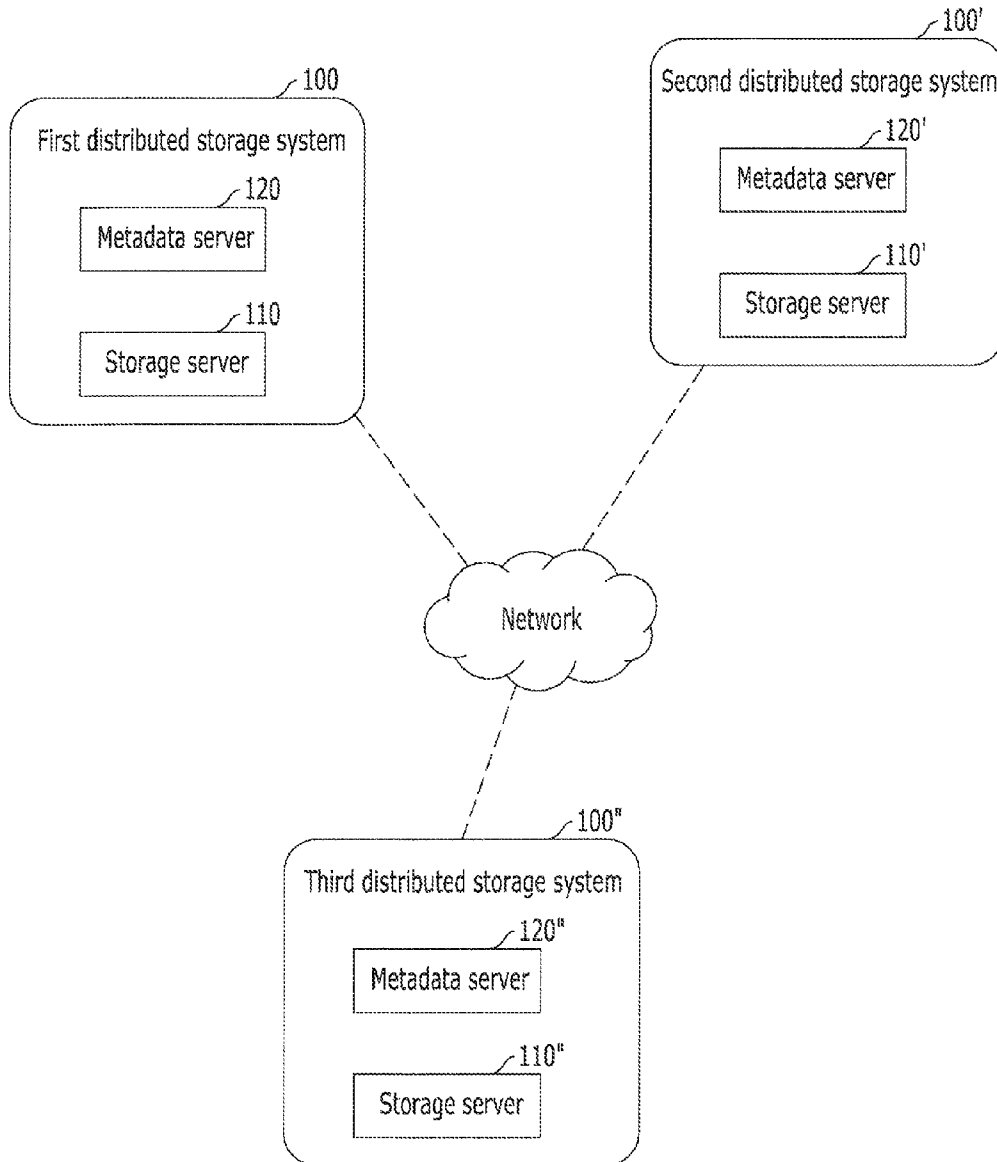 100'
Second distributed storage system
120'
Metadata server
110'
Storage server
100
First distributed storage system
120
Metadata server
110
Storage server
Network
100"
Third distributed storage system
120"
Metadata server
110"
Storage server